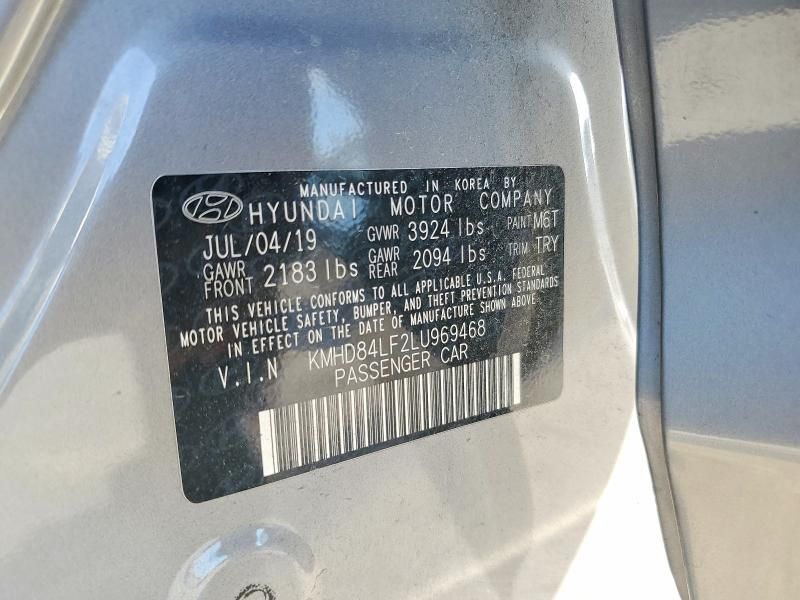 MANUFACTURED IN KOREA BY
HYUNDAI MOTOR COMPANY
JUL/04/19 GVWR 3924 lbs PAINT M6T
GAWR FRONT 2183 lbs GAWR REAR 2094 lbs TRIM TRY
THIS VEHICLE CONFORMS TO ALL APPLICABLE U.S.A. FEDERAL
MOTOR VEHICLE SAFETY, BUMPER, AND THEFT PREVENTION STANDARDS
IN EFFECT ON THE DATE OF MANUFACTURE SHOWN ABOVE.
V.I.N KMHD84LF2LU969468
PASSENGER CAR